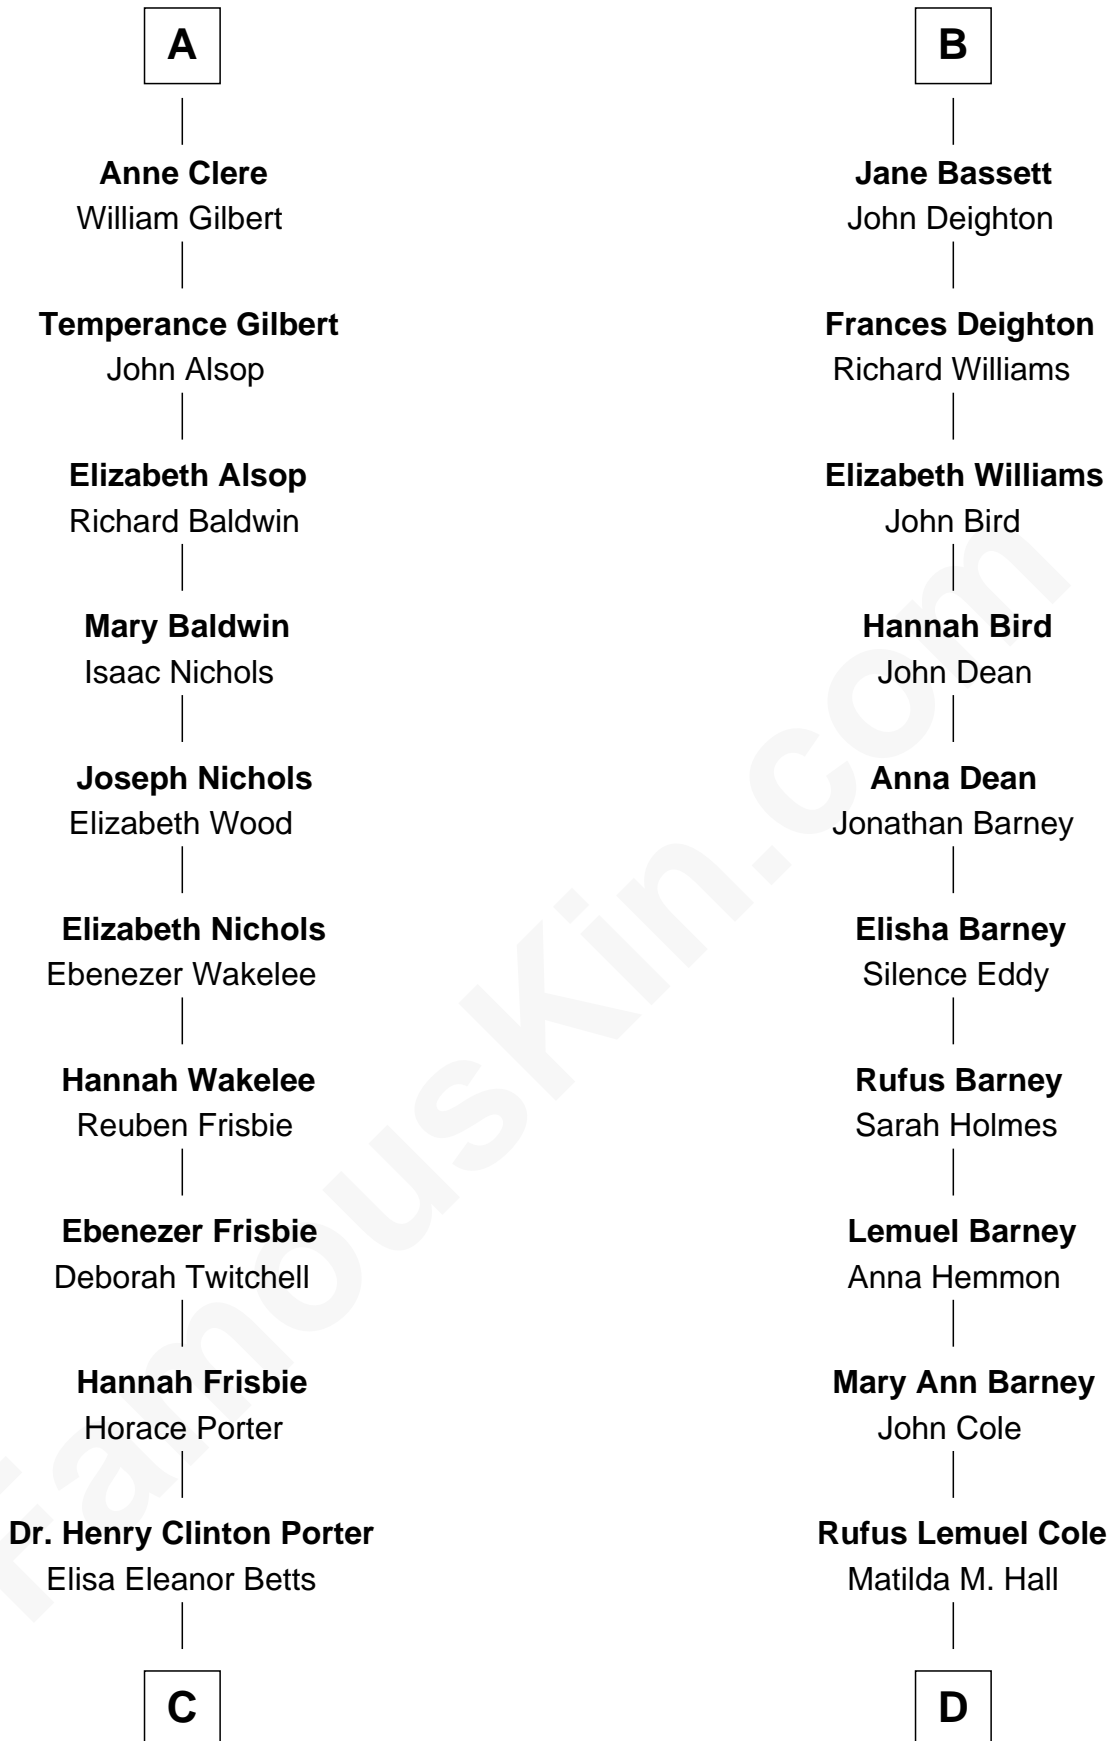 A
Anne Clere
William Gilbert
Temperance Gilbert
John Alsop
Elizabeth Alsop
Richard Baldwin
Mary Baldwin
Isaac Nichols
Joseph Nichols
Elizabeth Wood
Elizabeth Nichols
Ebenezer Wakelee
Hannah Wakelee
Reuben Frisbie
Ebenezer Frisbie
Deborah Twitchell
Hannah Frisbie
Horace Porter
Dr. Henry Clinton Porter
Elisa Eleanor Betts
C
B
Jane Bassett
John Deighton
Frances Deighton
Richard Williams
Elizabeth Williams
John Bird
Hannah Bird
John Dean
Anna Dean
Jonathan Barney
Elisha Barney
Silence Eddy
Rufus Barney
Sarah Holmes
Lemuel Barney
Anna Hemmon
Mary Ann Barney
John Cole
Rufus Lemuel Cole
Matilda M. Hall
D
FamousKin.com